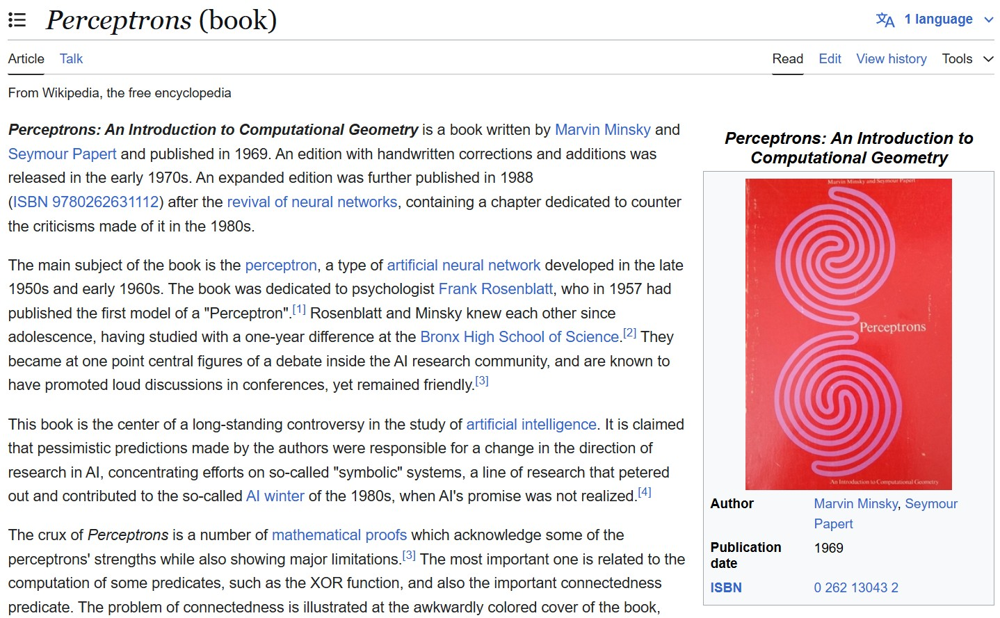 Perceptrons (book)
1 language
Article Talk
Read Edit View history Tools
From Wikipedia, the free encyclopedia
Perceptrons: An Introduction to Computational Geometry is a book written by Marvin Minsky and
Seymour Papert and published in 1969. An edition with handwritten corrections and additions was
released in the early 1970s. An expanded edition was further published in 1988
(ISBN 9780262631112) after the revival of neural networks, containing a chapter dedicated to counter
the criticisms made of it in the 1980s.
The main subject of the book is the perceptron, a type of artificial neural network developed in the late
1950s and early 1960s. The book was dedicated to psychologist Frank Rosenblatt, who in 1957 had
published the first model of a "Perceptron".[1] Rosenblatt and Minsky knew each other since
adolescence, having studied with a one-year difference at the Bronx High School of Science.[2] They
became at one point central figures of a debate inside the AI research community, and are known to
have promoted loud discussions in conferences, yet remained friendly.[3]
This book is the center of a long-standing controversy in the study of artificial intelligence. It is claimed
that pessimistic predictions made by the authors were responsible for a change in the direction of
research in AI, concentrating efforts on so-called "symbolic" systems, a line of research that petered
out and contributed to the so-called AI winter of the 1980s, when AI's promise was not realized.[4]
The crux of Perceptrons is a number of mathematical proofs which acknowledge some of the
perceptrons' strengths while also showing major limitations.[3] The most important one is related to the
computation of some predicates, such as the XOR function, and also the important connectedness
predicate. The problem of connectedness is illustrated at the awkwardly colored cover of the book,
Perceptrons: An Introduction to
Computational Geometry
Marvin Minsky and Seymour Papert
Perceptrons
An Introduction to Computational Geometry
Author Marvin Minsky, Seymour
Papert
Publication 1969
date
ISBN 0 262 13043 2